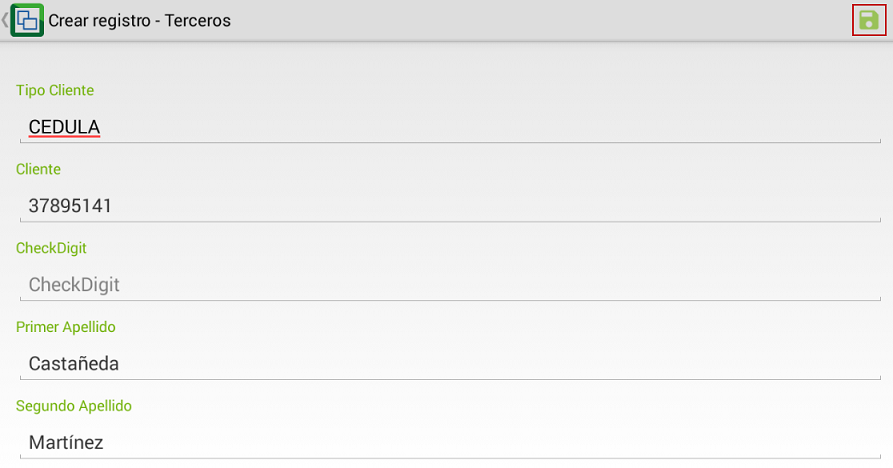 Crear registro - Terceros
Tipo Cliente
CEDULA
Cliente
37895141
CheckDigit
CheckDigit
Primer Apellido
Castañeda
Segundo Apellido
Martínez